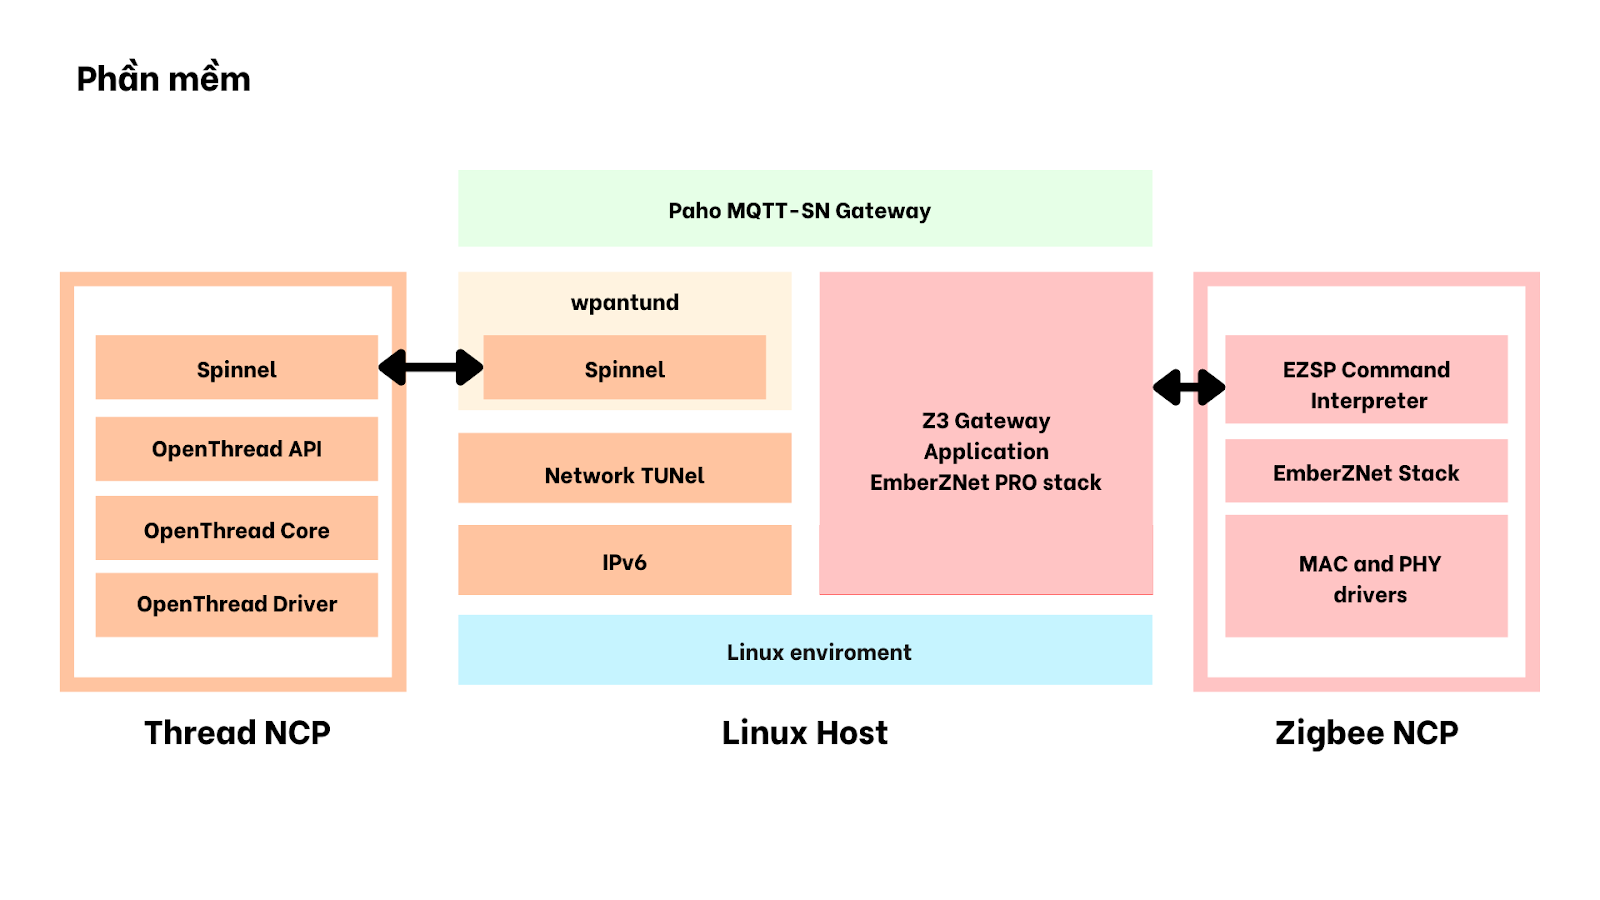 Phần mềm
Paho MQTT-SN Gateway
wpantund
Spinnel
Spinnel
OpenThread API
OpenThread Core
OpenThread Driver
Network TUNel
IPv6
Z3 Gateway
Application
EmberZNet PRO stack
EZSP Command
Interpreter
EmberZNet Stack
MAC and PHY
drivers
Linux enviroment
Thread NCP
Linux Host
Zigbee NCP